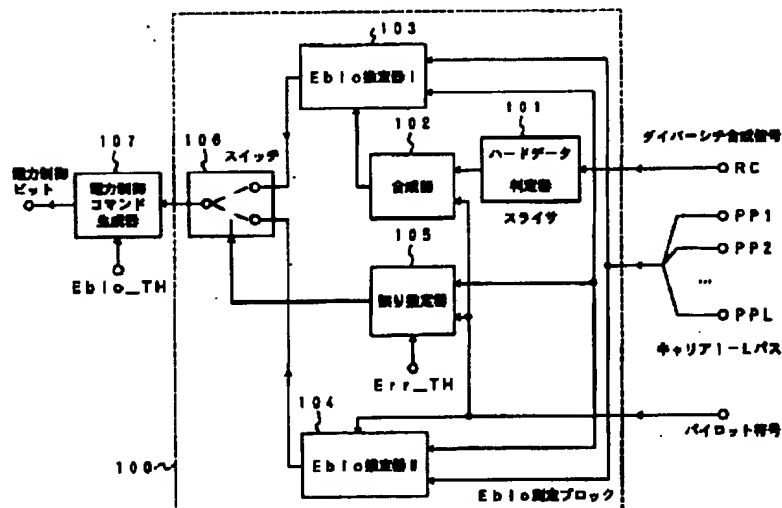 103
EbIo推定器I
107
106
102
101
ダイバーシチ合成信号
スイッチ
ハードデータ
判定器
RC
電力制御
ビット
電力制御
コマンド
生成器
合成器
スライサ
PP1
105
PP2
...
誤り推定器
EbIo_TH
PPL
キャリア1-Lパス
Err_TH
104
パイロット符号
100
EbIo推定器II
EbIo測定ブロック